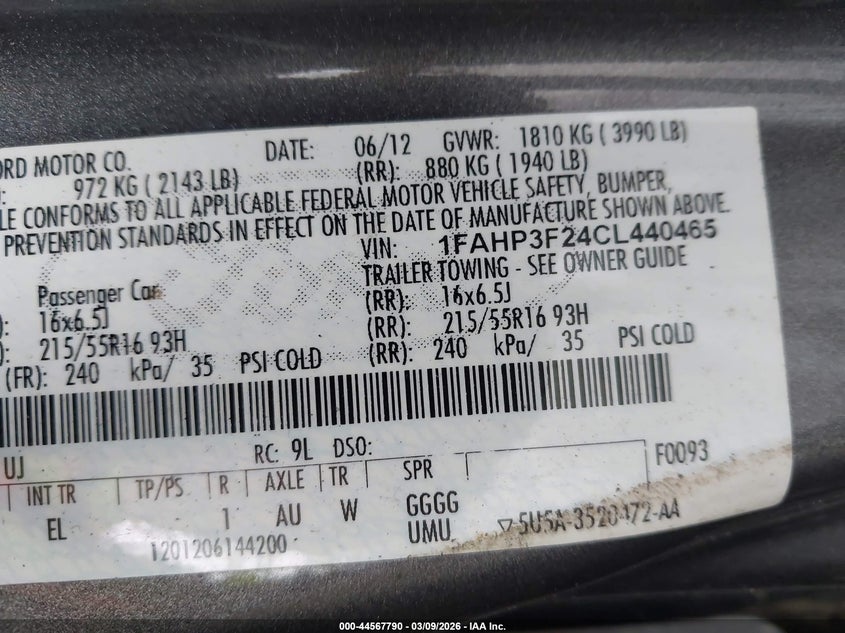 ORD MOTOR CO. DATE: 06/12 GVWR: 1810 KG ( 3990 LB)
972 KG ( 2143 LB) (RR): 880 KG ( 1940 LB)
LE CONFORMS TO ALL APPLICABLE FEDERAL MOTOR VEHICLE SAFETY, BUMPER,
PREVENTION STANDARDS IN EFFECT ON THE DATE OF MANUFACTURE SHOWN ABOVE.
VIN: 1FAHP3F24CL440465
Passenger Car TRAILER TOWING - SEE OWNER GUIDE
16x6.5J (RR): 16x6.5J
215/55R16 93H (RR): 215/55R16 93H
(FR): 240 kPa/ 35 PSI COLD (RR): 240 kPa/ 35 PSI COLD
UJ RC: 9L DSO: F0093
INT TR TP/PS R AXLE TR SPR
EL 1 AU W GGGG
UMU
1201206144200 5U5A-3520472-AA
000-44567790 - 03/09/2026 - IAA Inc.